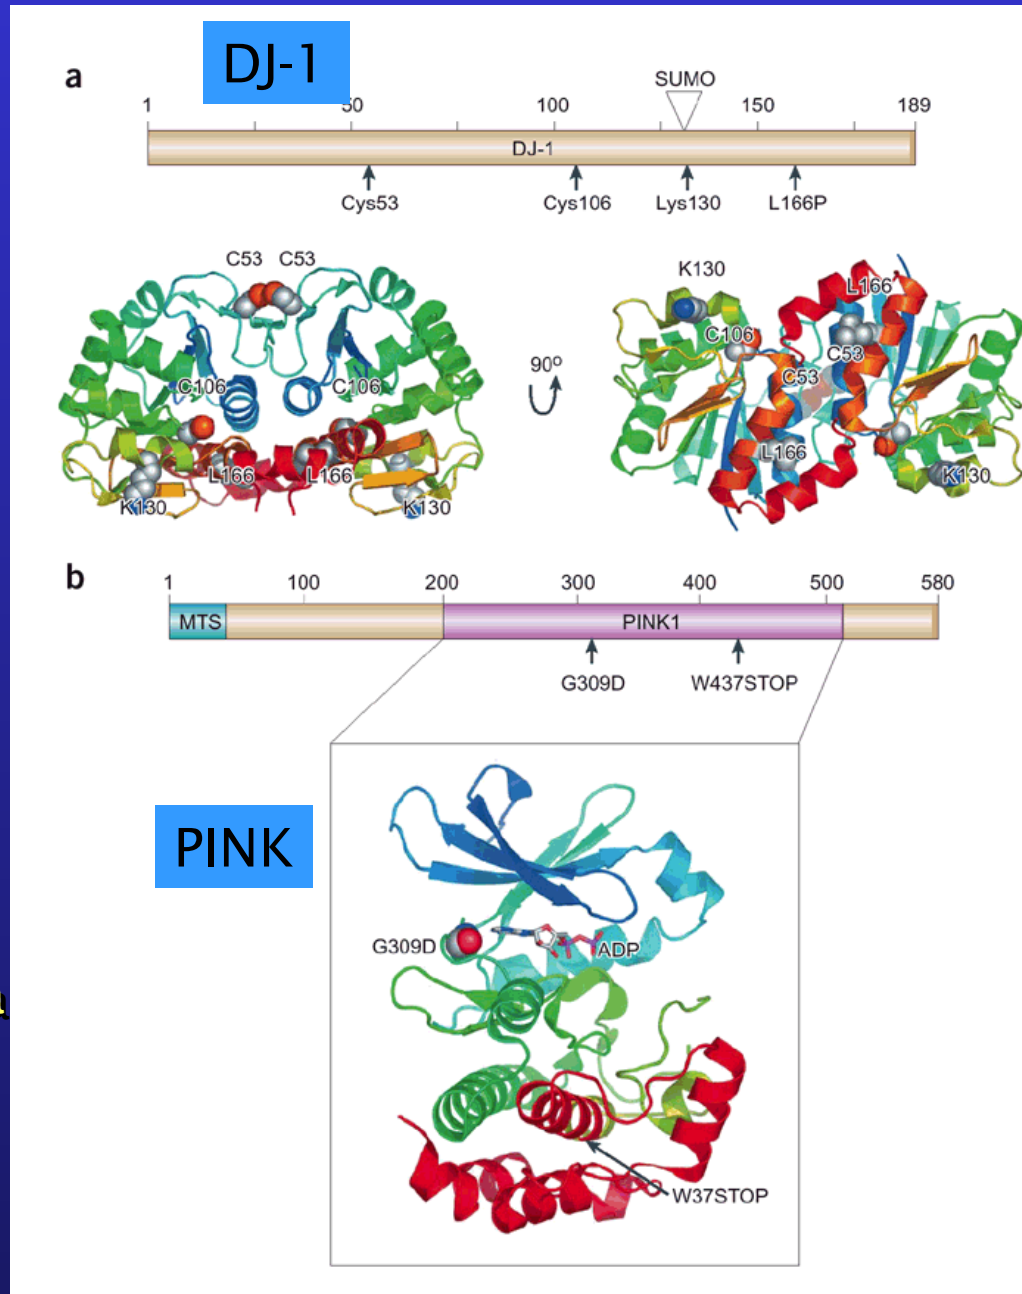 DJ-1
a
SUMO
1 50 100 150 189
DJ-1
Cys53 Cys106 Lys130 L166P
C53 C53
C106 C106
L166 L166
K130 K130
90º
K130
L166
C106
C53
C53
L166
K130
b
1 100 200 300 400 500 580
MTS PINK1
G309D W437STOP
PINK
G309D
ADP
W37STOP